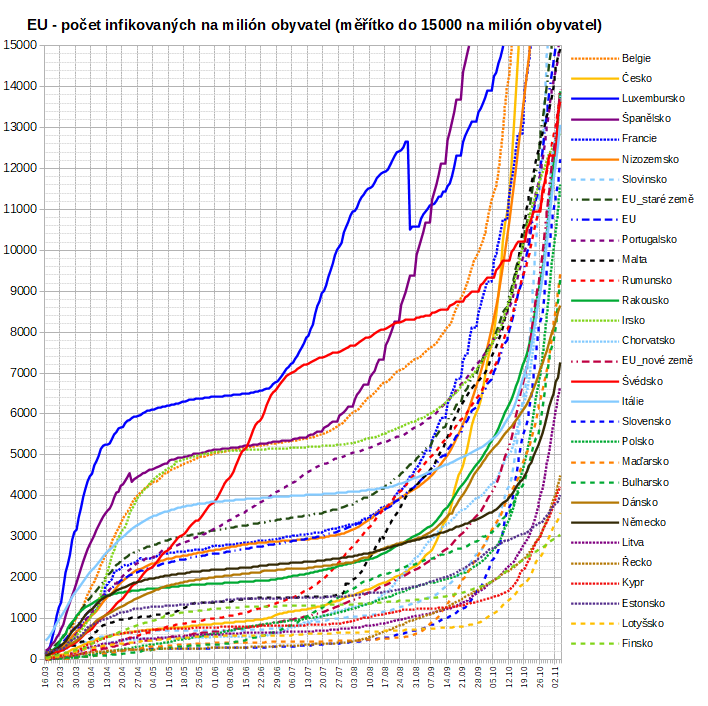 EU - počet infikovaných na milión obyvatel (měřítko do 15000 na milión obyvatel)
15000
14000
13000
12000
11000
10000
9000
8000
7000
6000
5000
4000
3000
2000
1000
0
16.03
23.03
30.03
06.04
13.04
20.04
27.04
04.05
11.05
18.05
25.05
01.06
08.06
15.06
22.06
29.06
06.07
13.07
20.07
27.07
03.08
10.08
17.08
24.08
31.08
07.09
14.09
21.09
28.09
05.10
12.10
19.10
26.10
02.11
Belgie
Česko
Luxembursko
Španělsko
Francie
Nizozemsko
Slovinsko
EU_staré země
EU
Portugalsko
Malta
Rumunsko
Rakousko
Irsko
Chorvatsko
EU_nové země
Švédsko
Itálie
Slovensko
Polsko
Maďarsko
Bulharsko
Dánsko
Německo
Litva
Řecko
Kypr
Estonsko
Lotyšsko
Finsko